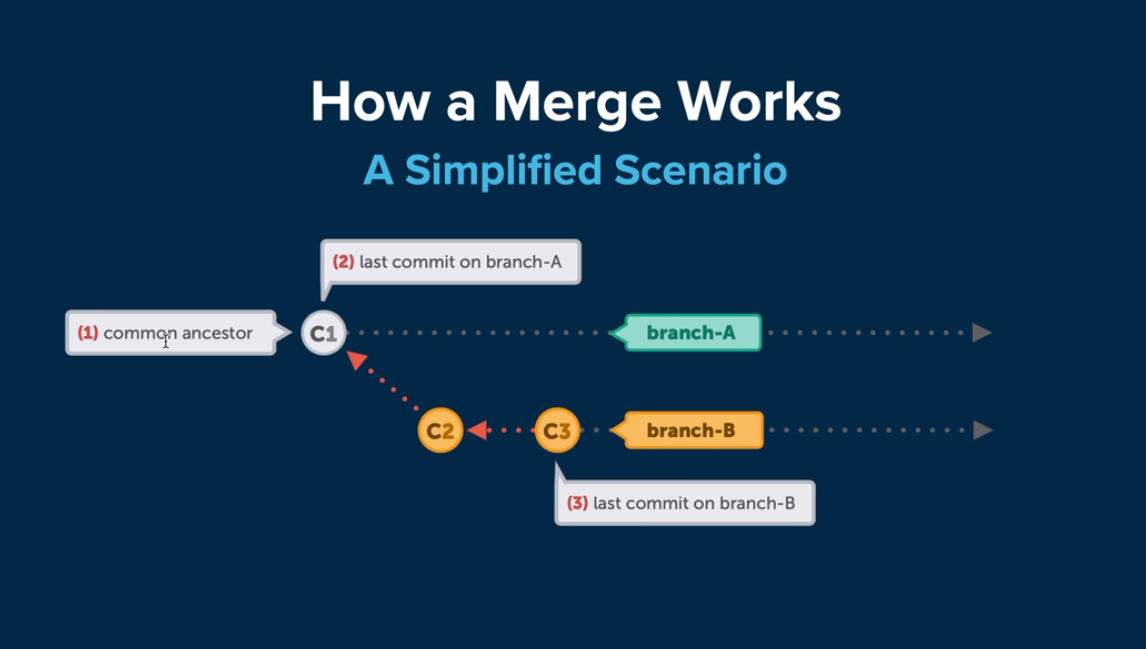 How a Merge Works
A Simplified Scenario
(2) last commit on branch-A
(1) common ancestor
C1
branch-A
C2
C3
branch-B
(3) last commit on branch-B